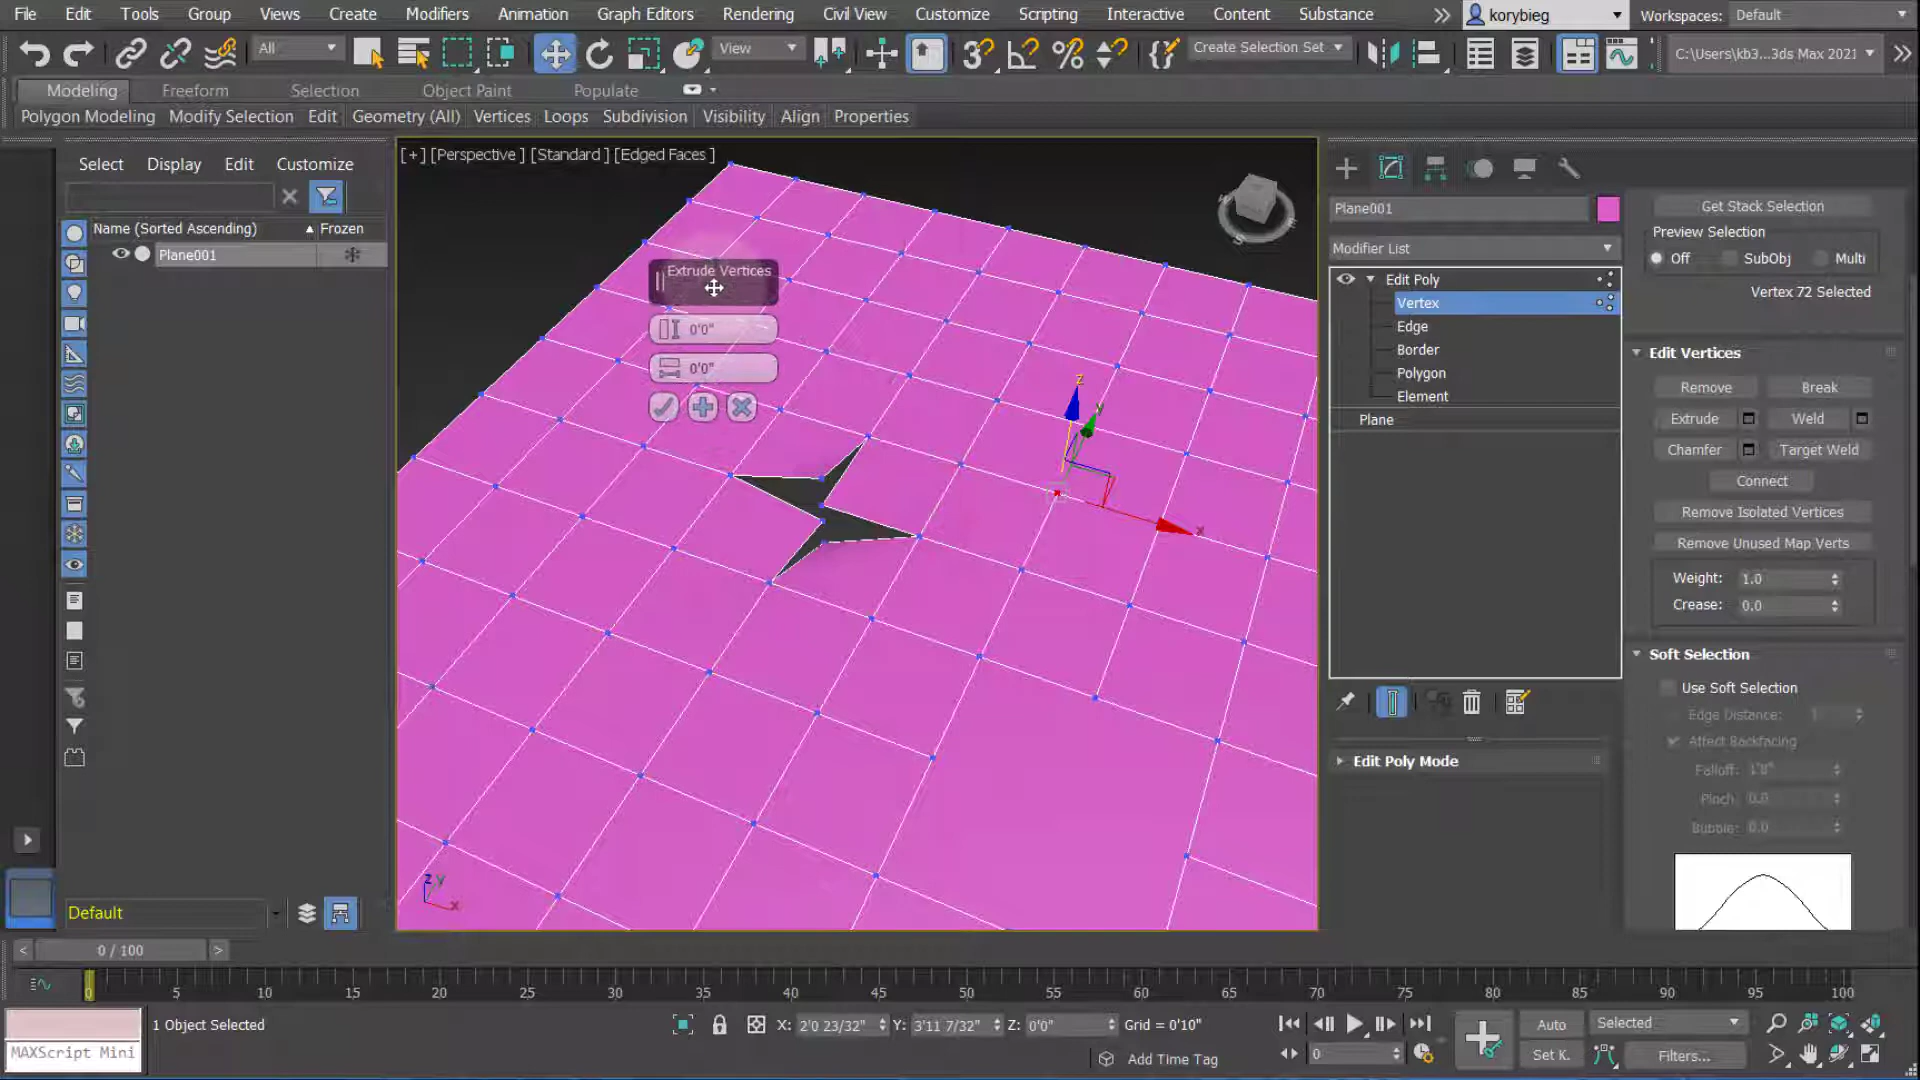 File Edit Tools Group Views Create Modifiers Animation Graph Editors Rendering Civil View Customize Scripting Interactive Content Substance korybieg Workspaces: Default
All View Create Selection Set C:\Users\kb3...3ds Max 2021
Modeling Freeform Selection Object Paint Populate
Polygon Modeling Modify Selection Edit Geometry (All) Vertices Loops Subdivision Visibility Align Properties
Select Display Edit Customize
Name (Sorted Ascending) Frozen
Plane001
[+] [Perspective ] [Standard ] [Edged Faces ]
Extrude Vertices
0'0"
0'0"
z
y
x
Plane001
Modifier List
Edit Poly
Vertex
Edge
Border
Polygon
Element
Plane
Edit Poly Mode
Get Stack Selection
Preview Selection
Off SubObj Multi
Vertex 72 Selected
Edit Vertices
Remove Break
Extrude Weld
Chamfer Target Weld
Connect
Remove Isolated Vertices
Remove Unused Map Verts
Weight: 1.0
Crease: 0.0
Soft Selection
Use Soft Selection
Edge Distance: 1
Affect Backfacing
Falloff: 1'8"
Pinch: 0.0
Bubble: 0.0
z y
x
Default
< 0 / 100 >
0 5 10 15 20 25 30 35 40 45 50 55 60 65 70 75 80 85 90 95 100
MAXScript Mini
1 Object Selected
X: 2'0 23/32" Y: 3'11 7/32" Z: 0'0" Grid = 0'10"
Add Time Tag
0
Auto Selected
Set K. Filters...